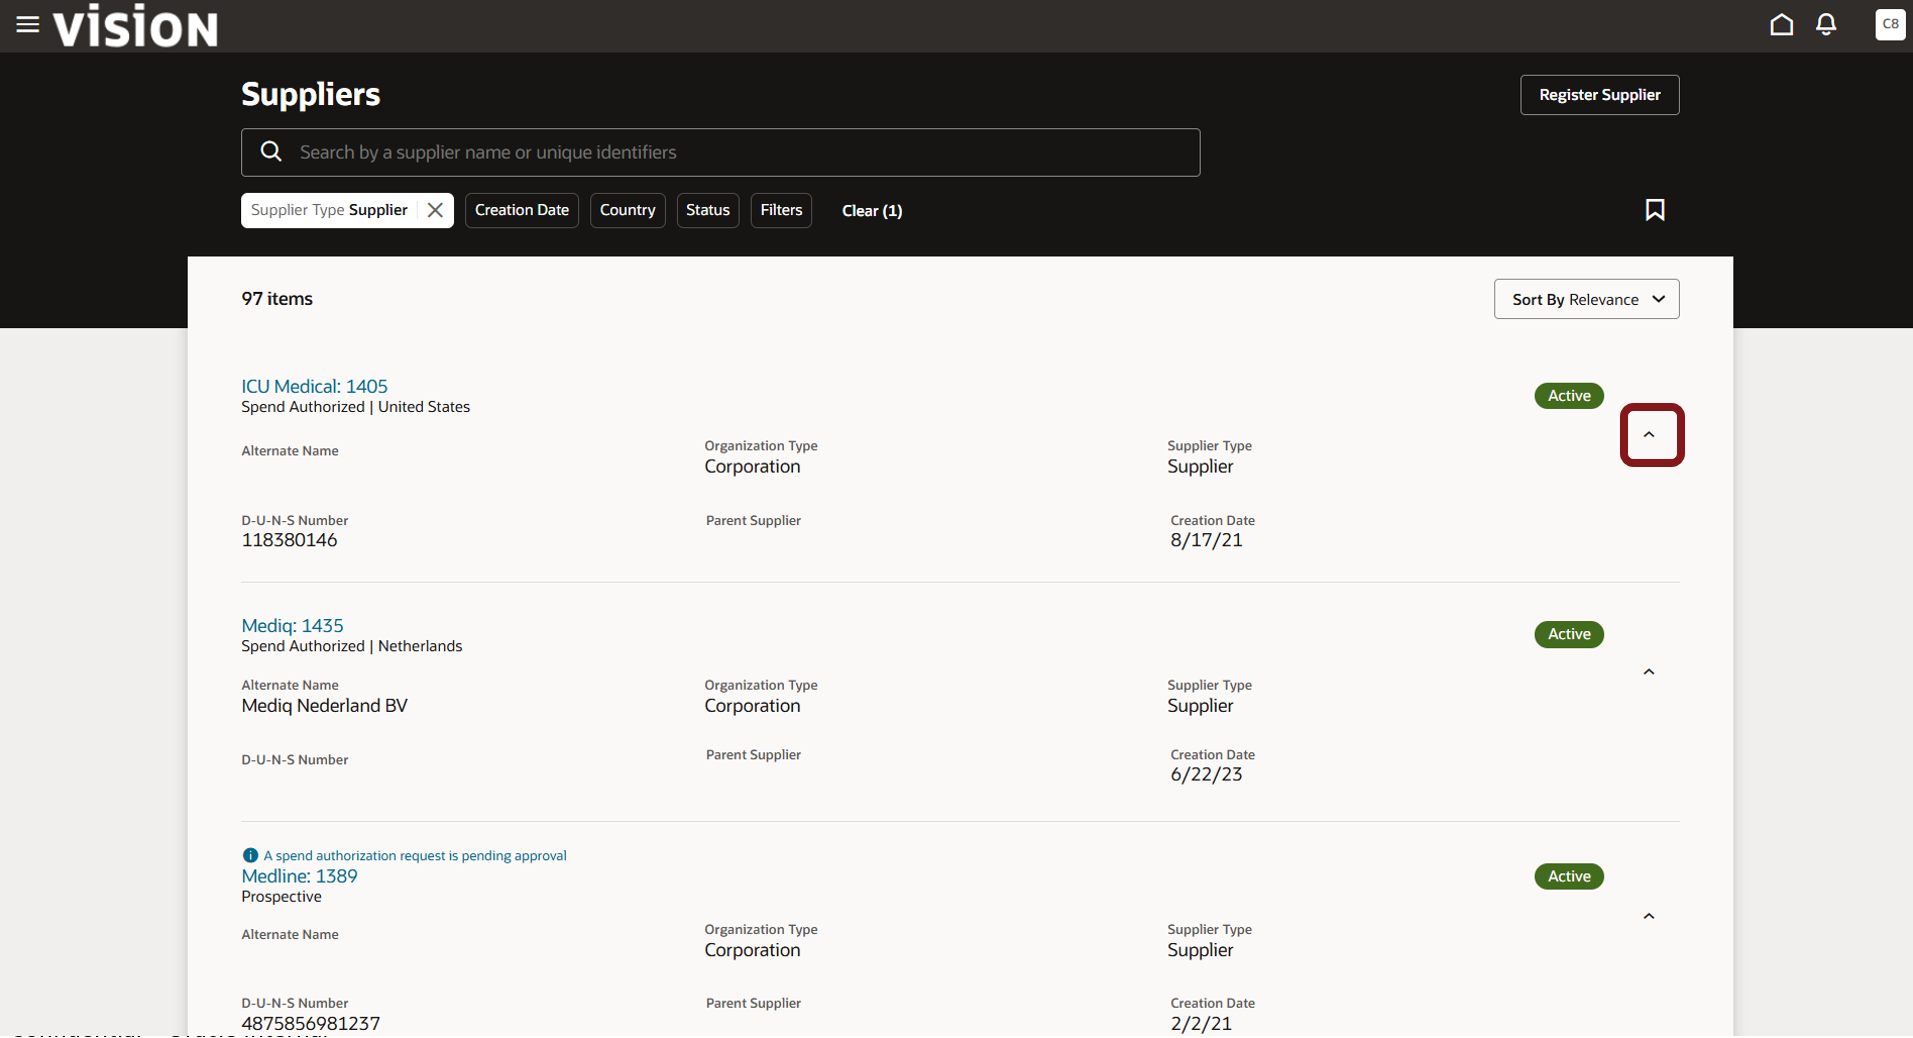 vision
C8
Suppliers
Register Supplier
Search by a supplier name or unique identifiers
Supplier Type Supplier
Creation Date
Country
Status
Filters
Clear (1)
97 items
Sort By Relevance
ICU Medical: 1405
Active
Spend Authorized | United States
Alternate Name
Organization Type
Supplier Type
Corporation
Supplier
D-U-N-S Number
Parent Supplier
Creation Date
118380146
8/17/21
Mediq: 1435
Active
Spend Authorized | Netherlands
Alternate Name
Organization Type
Supplier Type
Mediq Nederland BV
Corporation
Supplier
D-U-N-S Number
Parent Supplier
Creation Date
6/22/23
A spend authorization request is pending approval
Medline: 1389
Active
Prospective
Alternate Name
Organization Type
Supplier Type
Corporation
Supplier
D-U-N-S Number
Parent Supplier
Creation Date
4875856981237
2/2/21